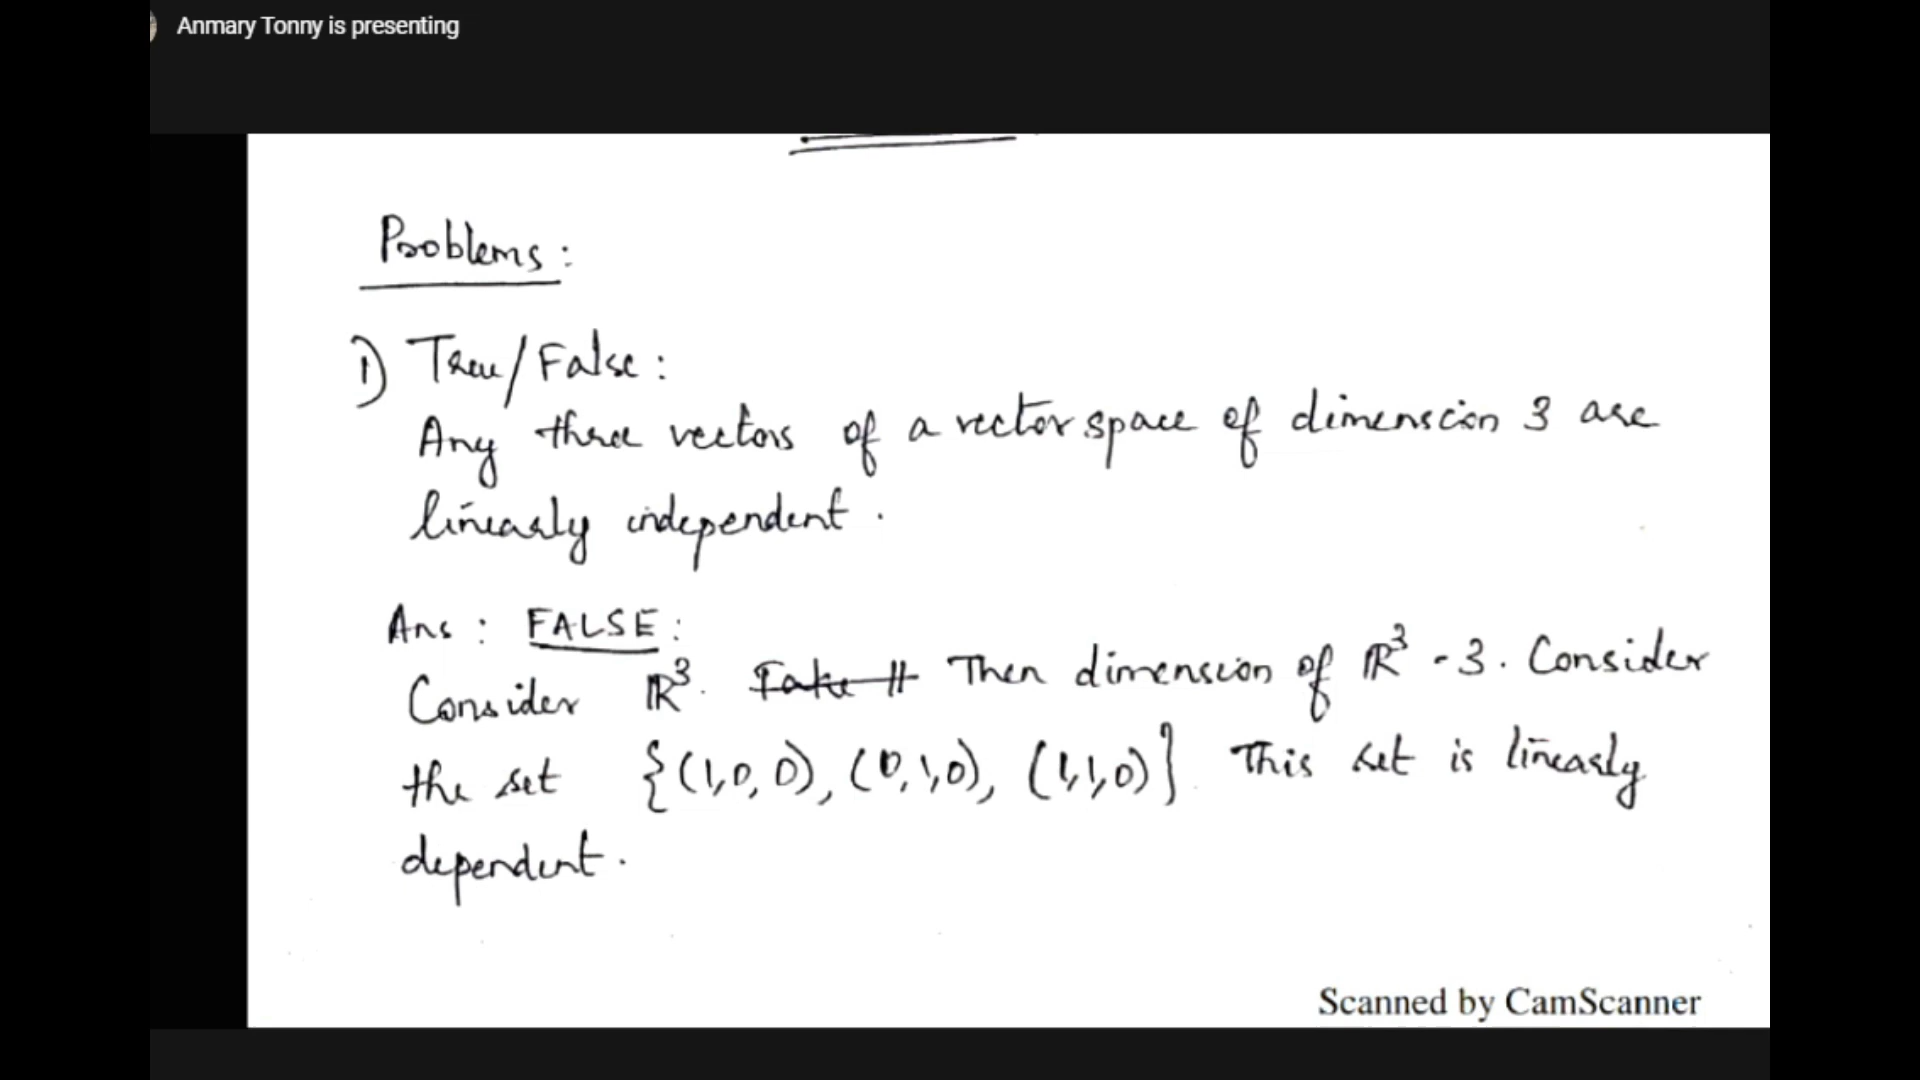 Anmary Tonny is presenting
Problems:
1) True/False:
Any three vectors of a vector space of dimension 3 are
linearly independent.
Ans: FALSE:
Consider ℝ³. Take it Then dimension of ℝ³ - 3. Consider
the set {(1,0,0), (0,1,0), (1,1,0)} This set is linearly
dependent.
Scanned by CamScanner